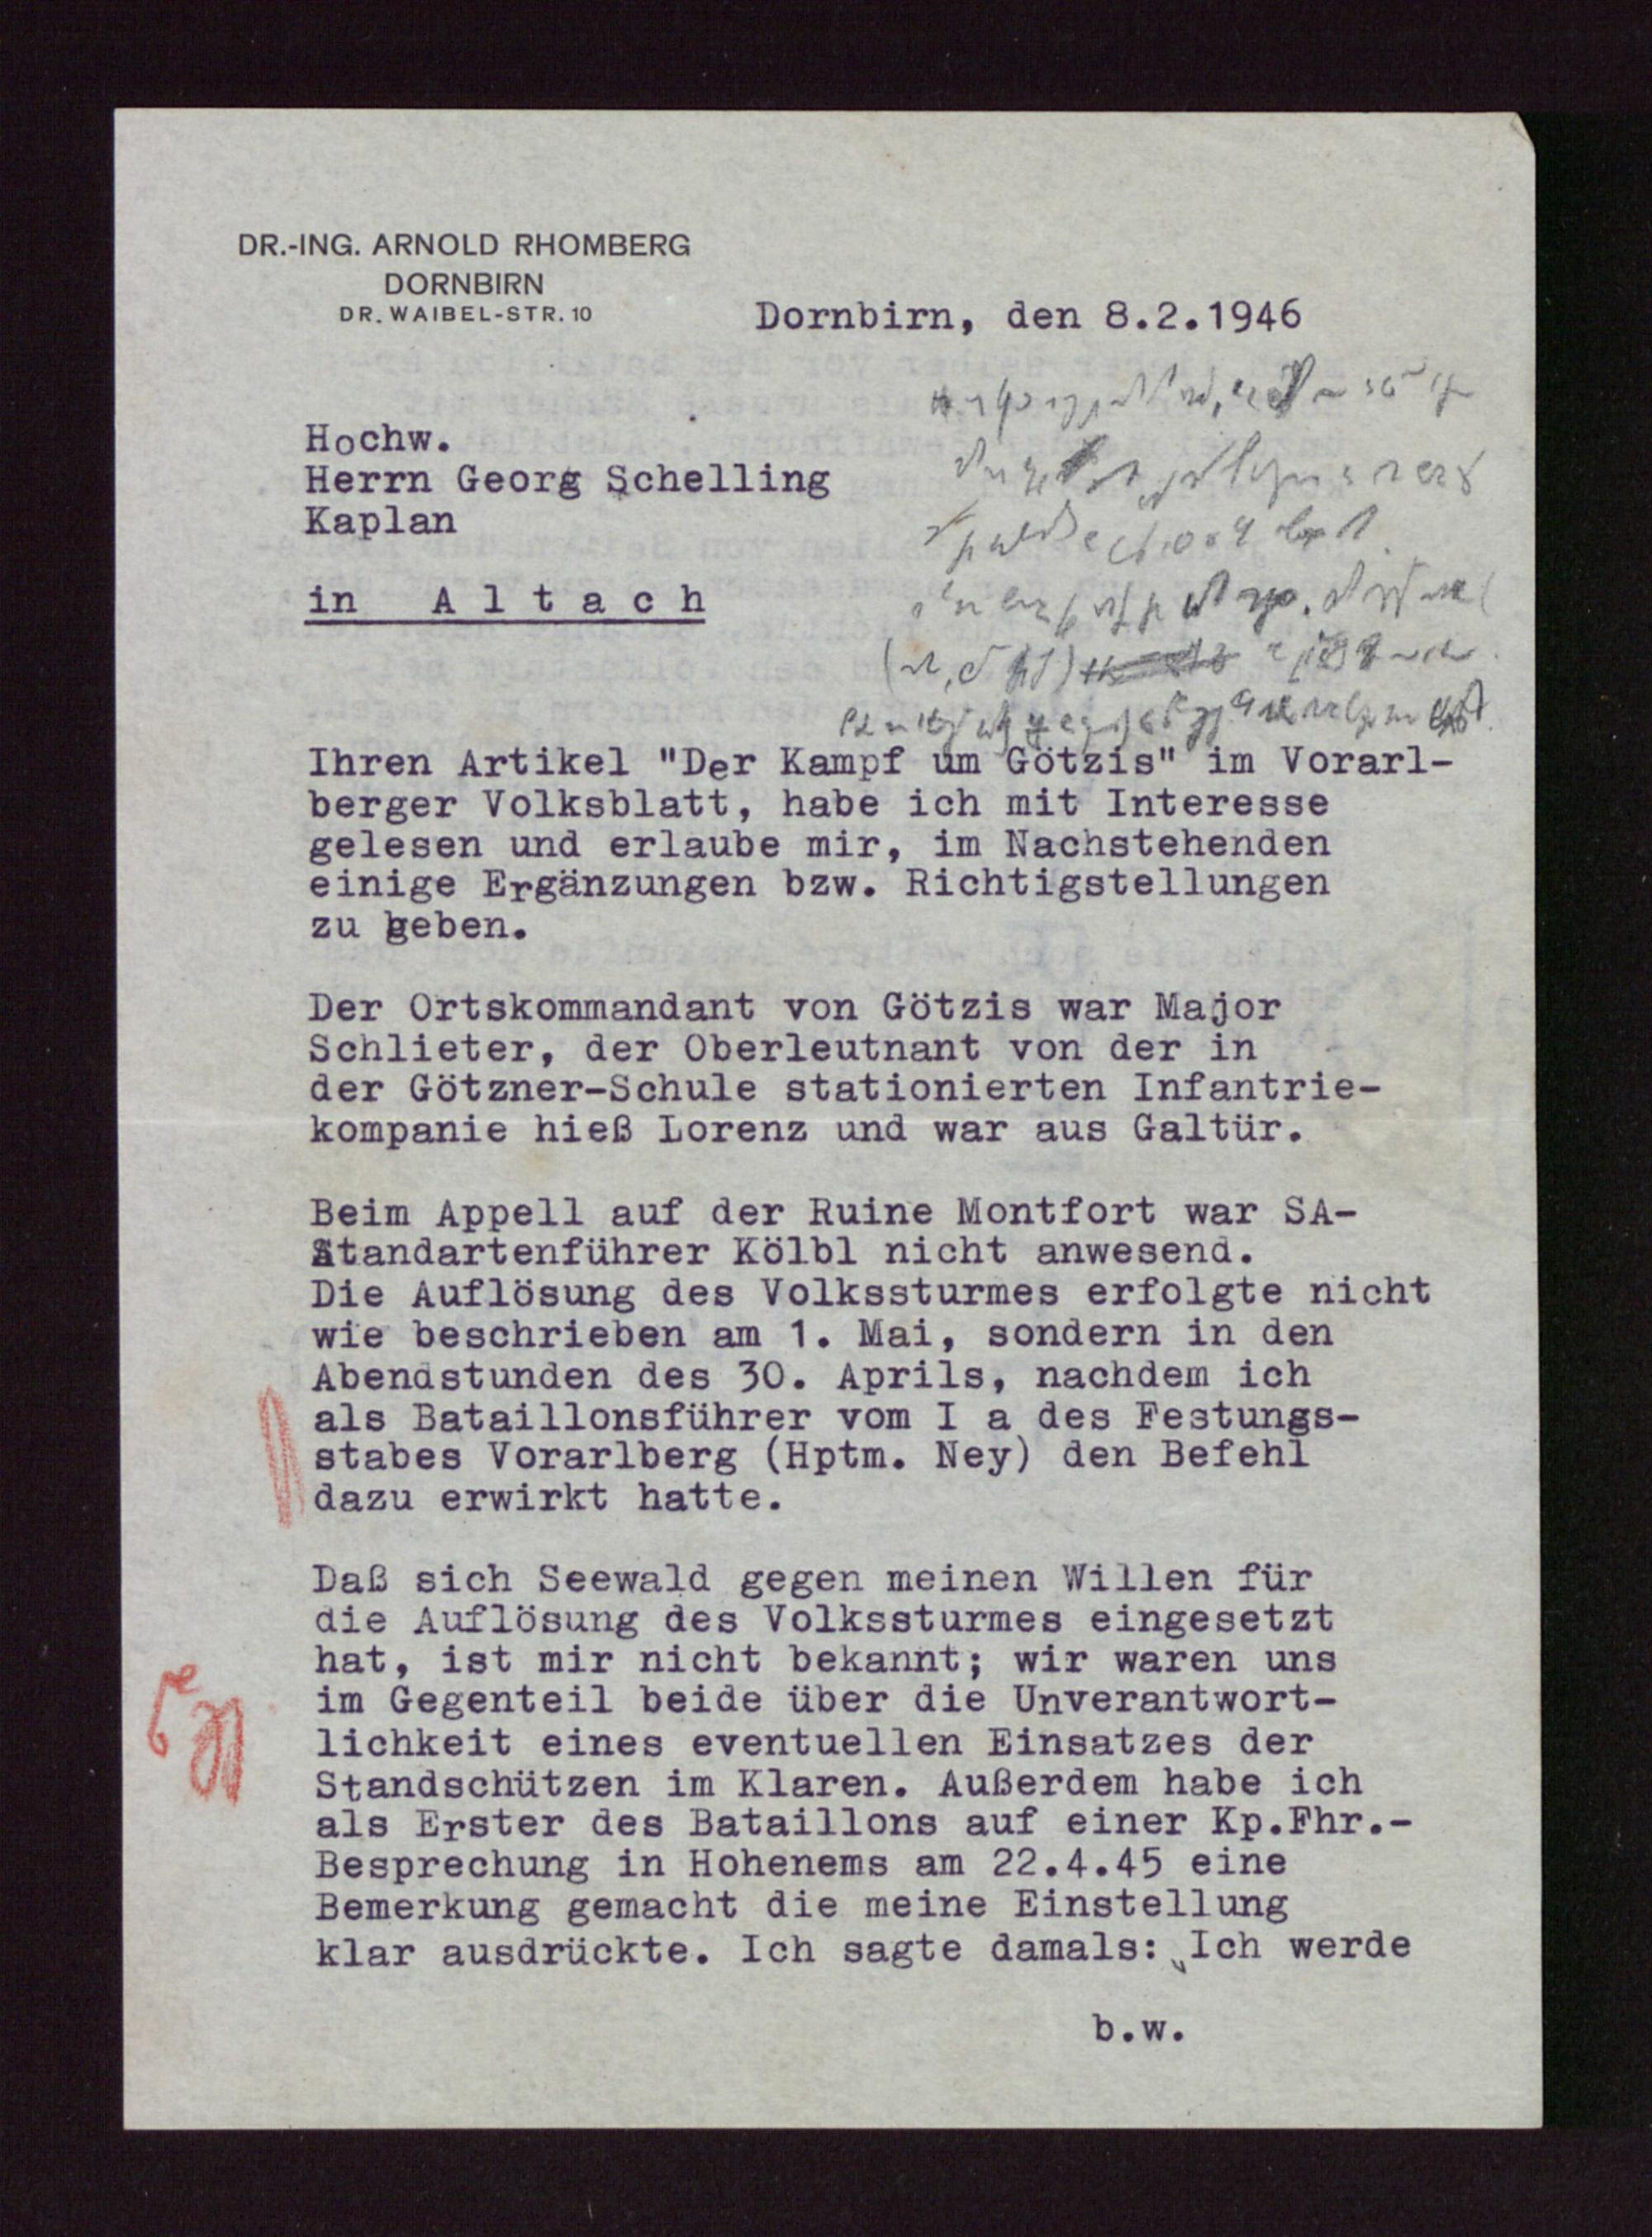 DR.-ING. ARNOLD RHOMBERG
DORNBIRN
DR. WAIBEL-STR. 10
Dornbirn, den 8.2.1946
Hochw.
Herrn Georg Schelling
Kaplan
in A l t a c h
Ihren Artikel "Der Kampf um Götzis" im Vorarl-
berger Volksblatt, habe ich mit Interesse
gelesen und erlaube mir, im Nachstehenden
einige Ergänzungen bzw. Richtigstellungen
zu geben.
Der Ortskommandant von Götzis war Major
Schlieter, der Oberleutnant von der in
der Götzner-Schule stationierten Infantrie-
kompanie hieß Lorenz und war aus Galtür.
Beim Appell auf der Ruine Montfort war SA-
Standartenführer Kölbl nicht anwesend.
Die Auflösung des Volkssturmes erfolgte nicht
wie beschrieben am 1. Mai, sondern in den
Abendstunden des 30. Aprils, nachdem ich
als Bataillonsführer vom I a des Festungs-
stabes Vorarlberg (Hptm. Ney) den Befehl
dazu erwirkt hatte.
Daß sich Seewald gegen meinen Willen für
die Auflösung des Volkssturmes eingesetzt
hat, ist mir nicht bekannt; wir waren uns
im Gegenteil beide über die Unverantwort-
lichkeit eines eventuellen Einsatzes der
Standschützen im Klaren. Außerdem habe ich
als Erster des Bataillons auf einer Kp.Fhr.-
Besprechung in Hohenems am 22.4.45 eine
Bemerkung gemacht die meine Einstellung
klar ausdrückte. Ich sagte damals: „Ich werde
b.w.